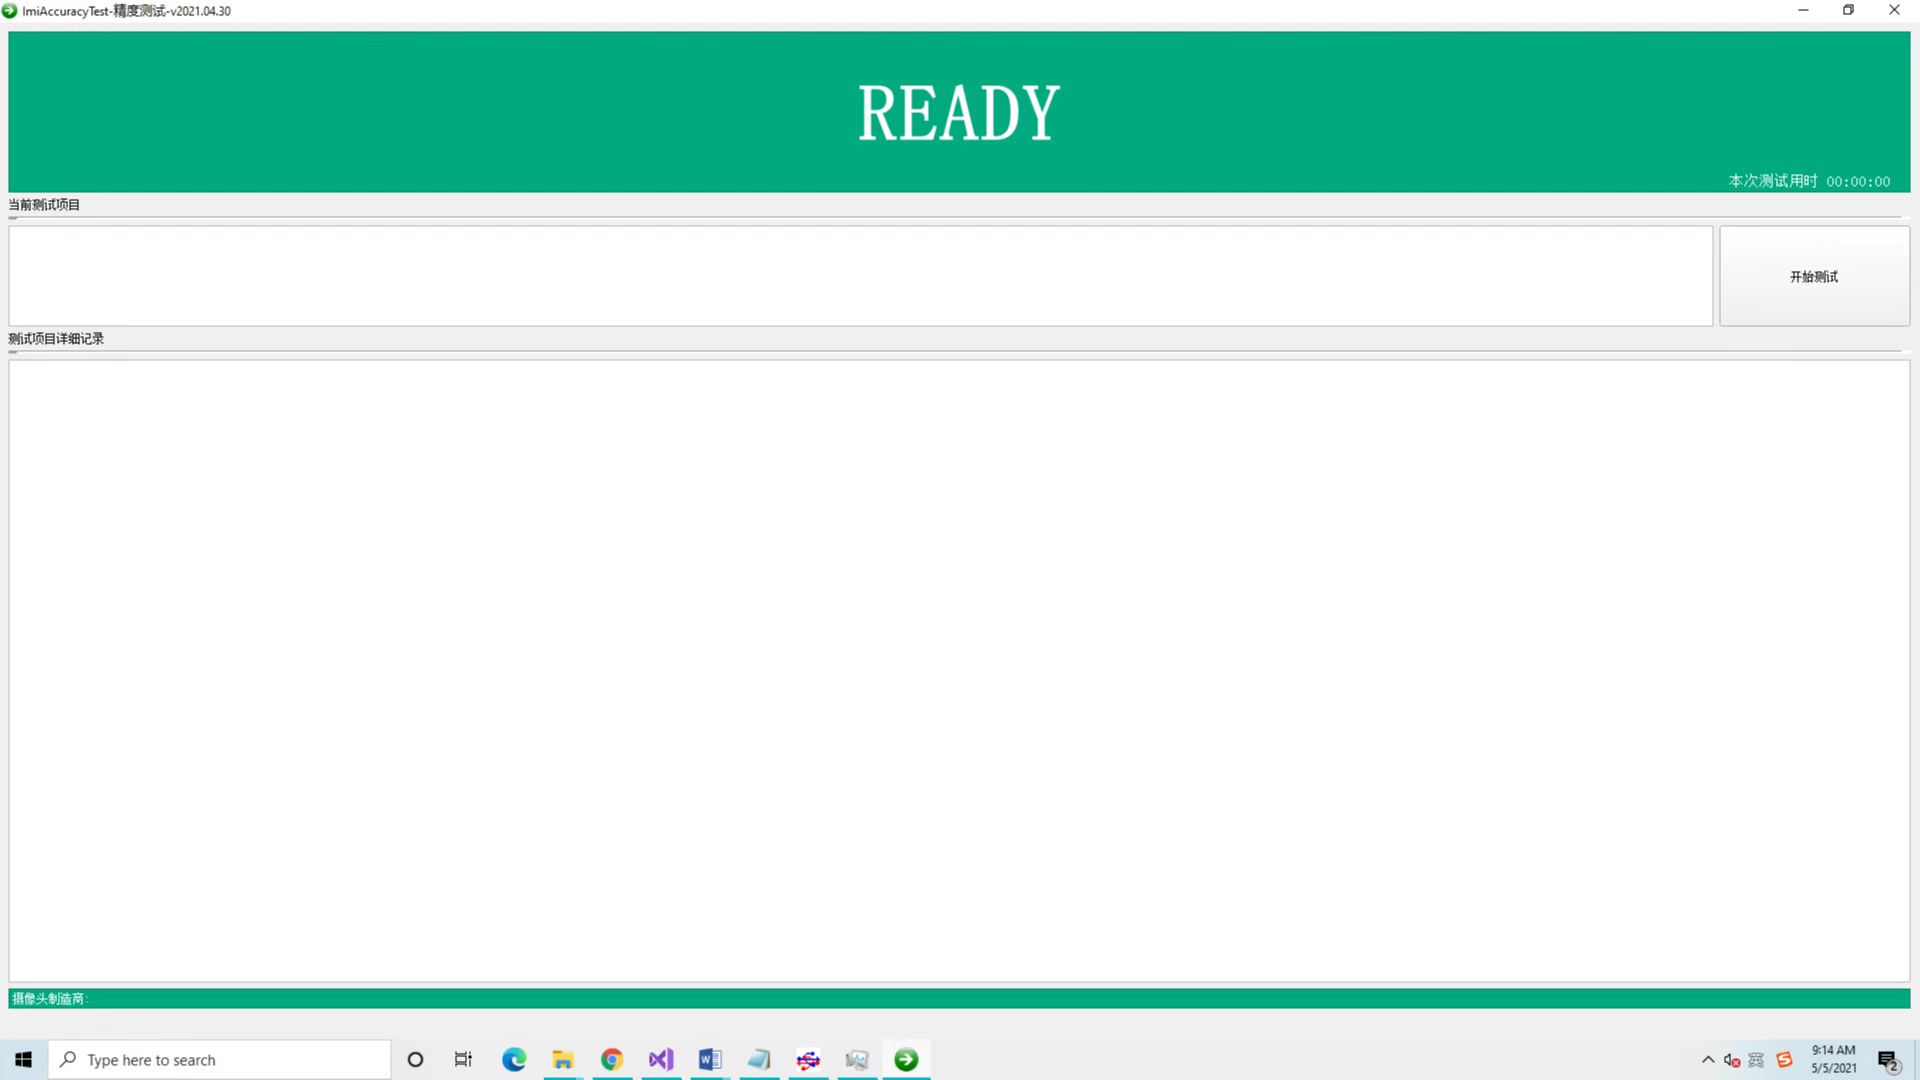 ImiAccuracyTest-精度测试-v2021.04.30
READY
本次测试用时 00:00:00
当前测试项目
开始测试
测试项目详细记录
摄像头制造商:
Type here to search
英
9:14 AM
5/5/2021
2